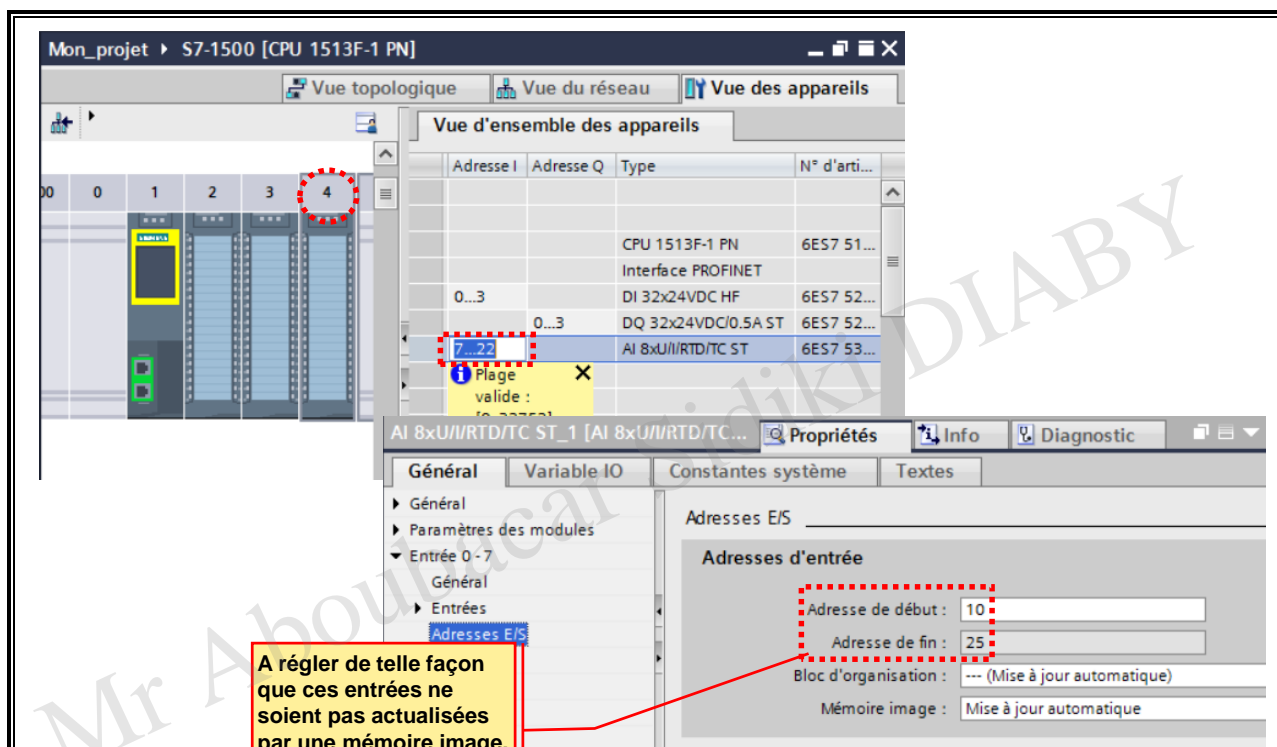 Mon_projet ▸ S7-1500 [CPU 1513F-1 PN]
Vue topologique Vue du réseau Vue des appareils
Vue d'ensemble des appareils
Adresse I Adresse Q Type N° d'arti...
00 0 1 2 3 4
SIEMENS
CPU 1513F-1 PN 6ES7 51...
Interface PROFINET
0...3 DI 32x24VDC HF 6ES7 52...
0...3 DQ 32x24VDC/0.5A ST 6ES7 52...
7...22 AI 8xU/I/RTD/TC ST 6ES7 53...
Plage
valide :
AI 8xU/I/RTD/TC ST_1 [AI 8xU/I/RTD/TC... Propriétés Info Diagnostic
Général Variable IO Constantes système Textes
Général
Paramètres des modules
Entrée 0 - 7
Général
Entrées
Adresses E/S
Adresses E/S
Adresses d'entrée
Adresse de début : 10
Adresse de fin : 25
Bloc d'organisation : --- (Mise à jour automatique)
Mémoire image : Mise à jour automatique
A régler de telle façon
que ces entrées ne
soient pas actualisées
par une mémoire image.
Mr Aboubacar Sidiki DIABY